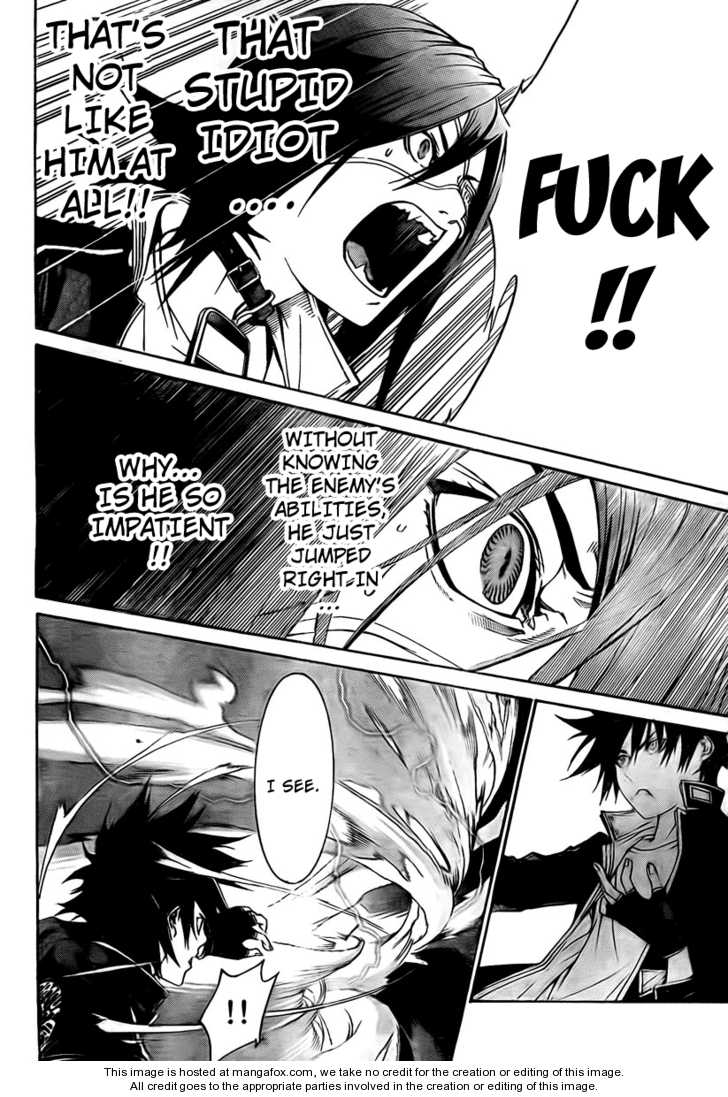 FUCK
!!
THAT
STUPID
IDIOT
....
THAT'S
NOT
LIKE
HIM AT
ALL!!
WITHOUT
KNOWING
THE ENEMY'S
ABILITIES,
HE JUST
JUMPED
RIGHT IN
...
WHY...
IS HE SO
IMPATIENT
!!
I SEE.
!!
This image is hosted at mangafox.com, we take no credit for the creation or editing of this image.
All credit goes to the appropriate parties involved in the creation or editing of this image.